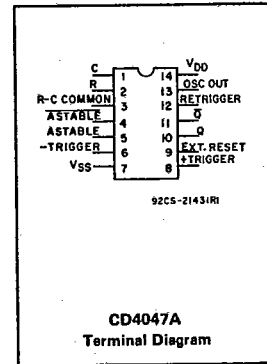 C 1 14 VDD
R 2 13 OSC OUT
R-C COMMON 3 12 RETRIGGER
A̅S̅T̅A̅B̅L̅E̅ 4 11 Q̅
ASTABLE 5 10 Q
-TRIGGER 6 9 EXT. RESET
VSS 7 8 +TRIGGER
92CS-21431R1
CD4047A
Terminal Diagram